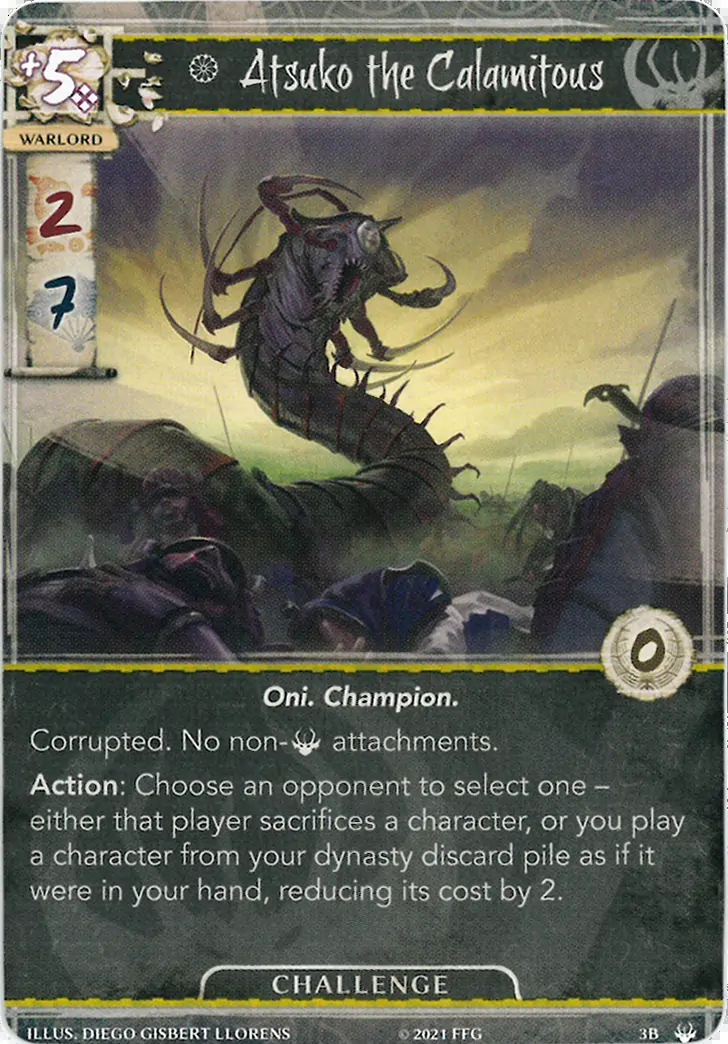 +5
Atsuko the Calamitous
WARLORD
2
7
0
Oni. Champion.
Corrupted. No non- attachments.
Action: Choose an opponent to select one –
either that player sacrifices a character, or you play
a character from your dynasty discard pile as if it
were in your hand, reducing its cost by 2.
CHALLENGE
ILLUS. DIEGO GISBERT LLORENS © 2021 FFG 3B